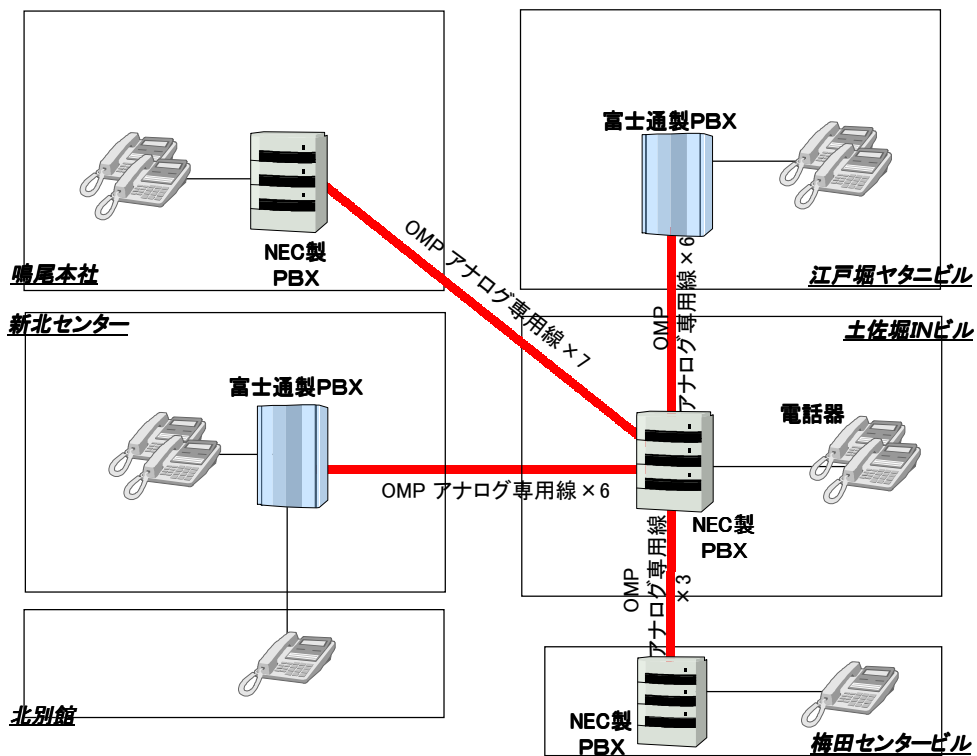 富士通製PBX
NEC製
PBX
鳴尾本社
OMP アナログ専用線×7
OMP
アナログ専用線×6
江戸堀ヤタニビル
新北センター
土佐堀INビル
富士通製PBX
電話器
OMP アナログ専用線×6
NEC製
PBX
OMP
アナログ専用線
×3
北別館
NEC製
PBX
梅田センタービル